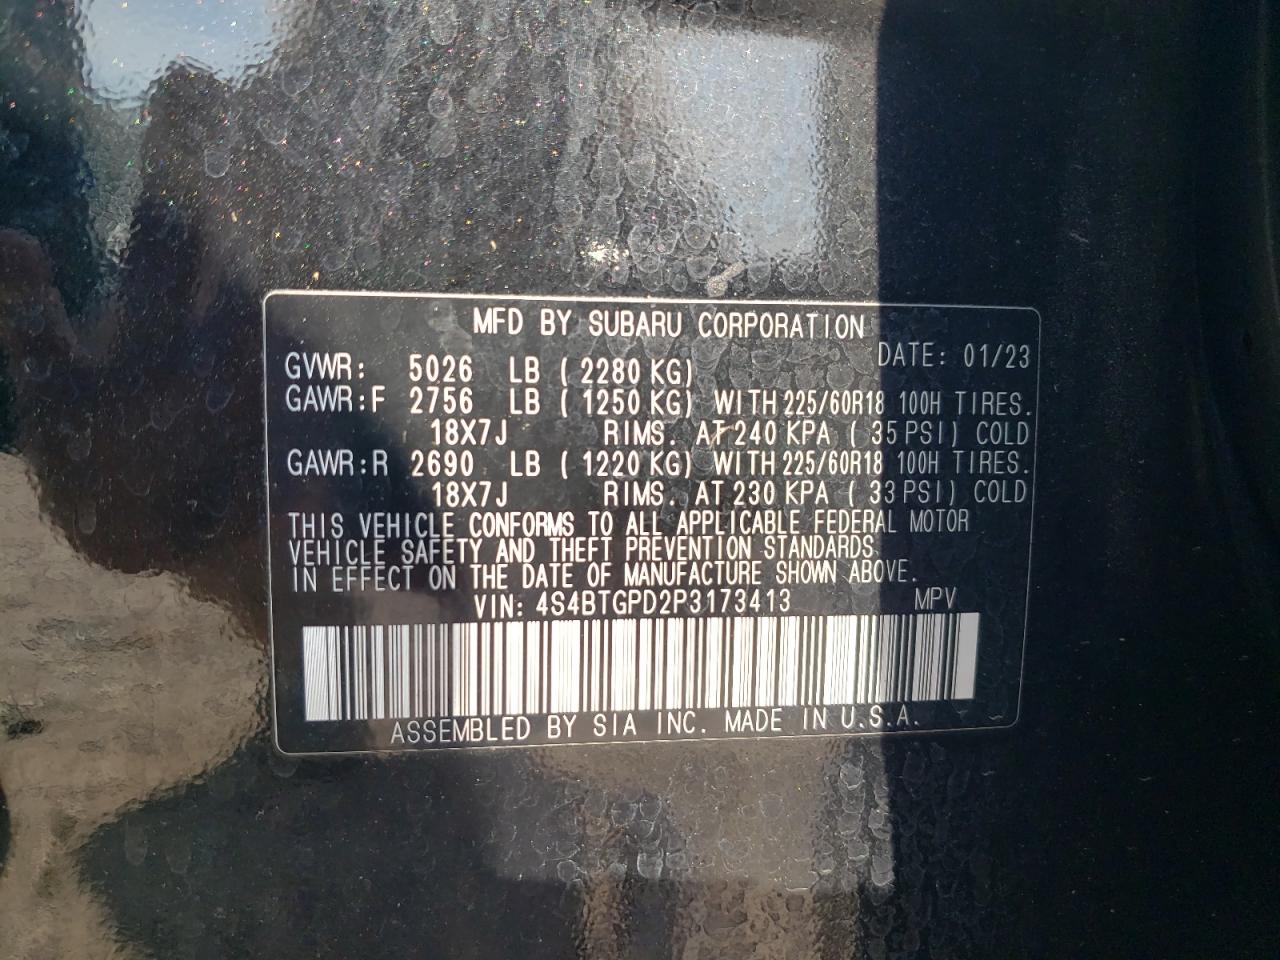 MFD BY SUBARU CORPORATION
DATE: 01/23
GVWR: 5026 LB ( 2280 KG)
GAWR:F 2756 LB ( 1250 KG) WITH 225/60R18 100H TIRES.
18X7J RIMS. AT 240 KPA ( 35 PSI) COLD
GAWR:R 2690 LB ( 1220 KG) WITH 225/60R18 100H TIRES.
18X7J RIMS. AT 230 KPA ( 33 PSI) COLD
THIS VEHICLE CONFORMS TO ALL APPLICABLE FEDERAL MOTOR
VEHICLE SAFETY AND THEFT PREVENTION STANDARDS
IN EFFECT ON THE DATE OF MANUFACTURE SHOWN ABOVE.
VIN: 4S4BTGPD2P3173413 MPV
ASSEMBLED BY SIA INC. MADE IN U.S.A.